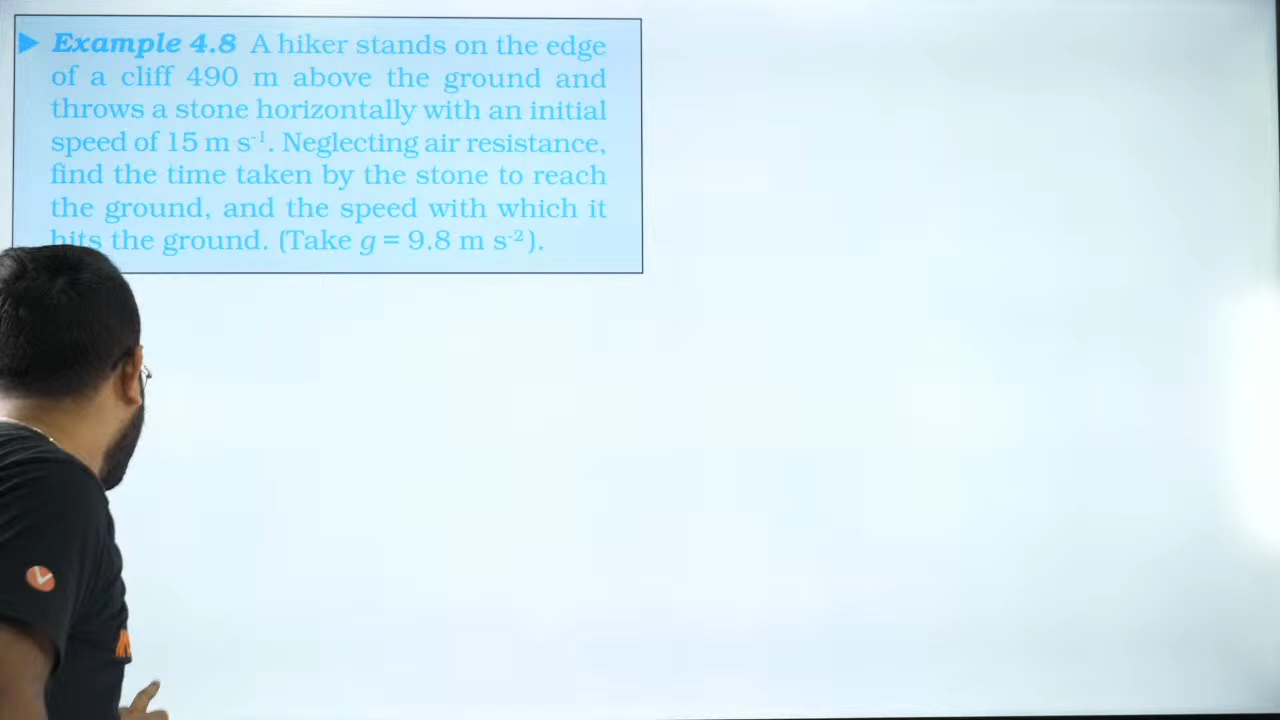 Example 4.8 A hiker stands on the edge
of a cliff 490 m above the ground and
throws a stone horizontally with an initial
speed of 15 m s⁻¹. Neglecting air resistance,
find the time taken by the stone to reach
the ground, and the speed with which it
hits the ground. (Take g = 9.8 m s⁻²).